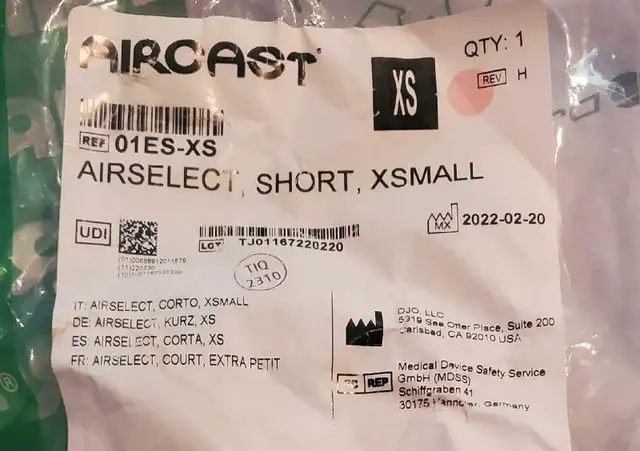 AIRCAST
XS
QTY: 1
REV H
REF 01ES-XS
AIRSELECT, SHORT, XSMALL
UDI
LOT TJ01167220220
MX 2022-02-20
TIQ
2310
IT: AIRSELECT, CORTO, XSMALL
DE: AIRSELECT, KURZ, XS
ES: AIRSELECT, CORTA, XS
FR: AIRSELECT, COURT, EXTRA PETIT
DJO, LLC
5919 Sea Otter Place, Suite 200
Carlsbad, CA 92010 USA
EC REP
Medical Device Safety Service
GmbH (MDSS)
Schiffgraben 41
30175 Hannover, Germany
®